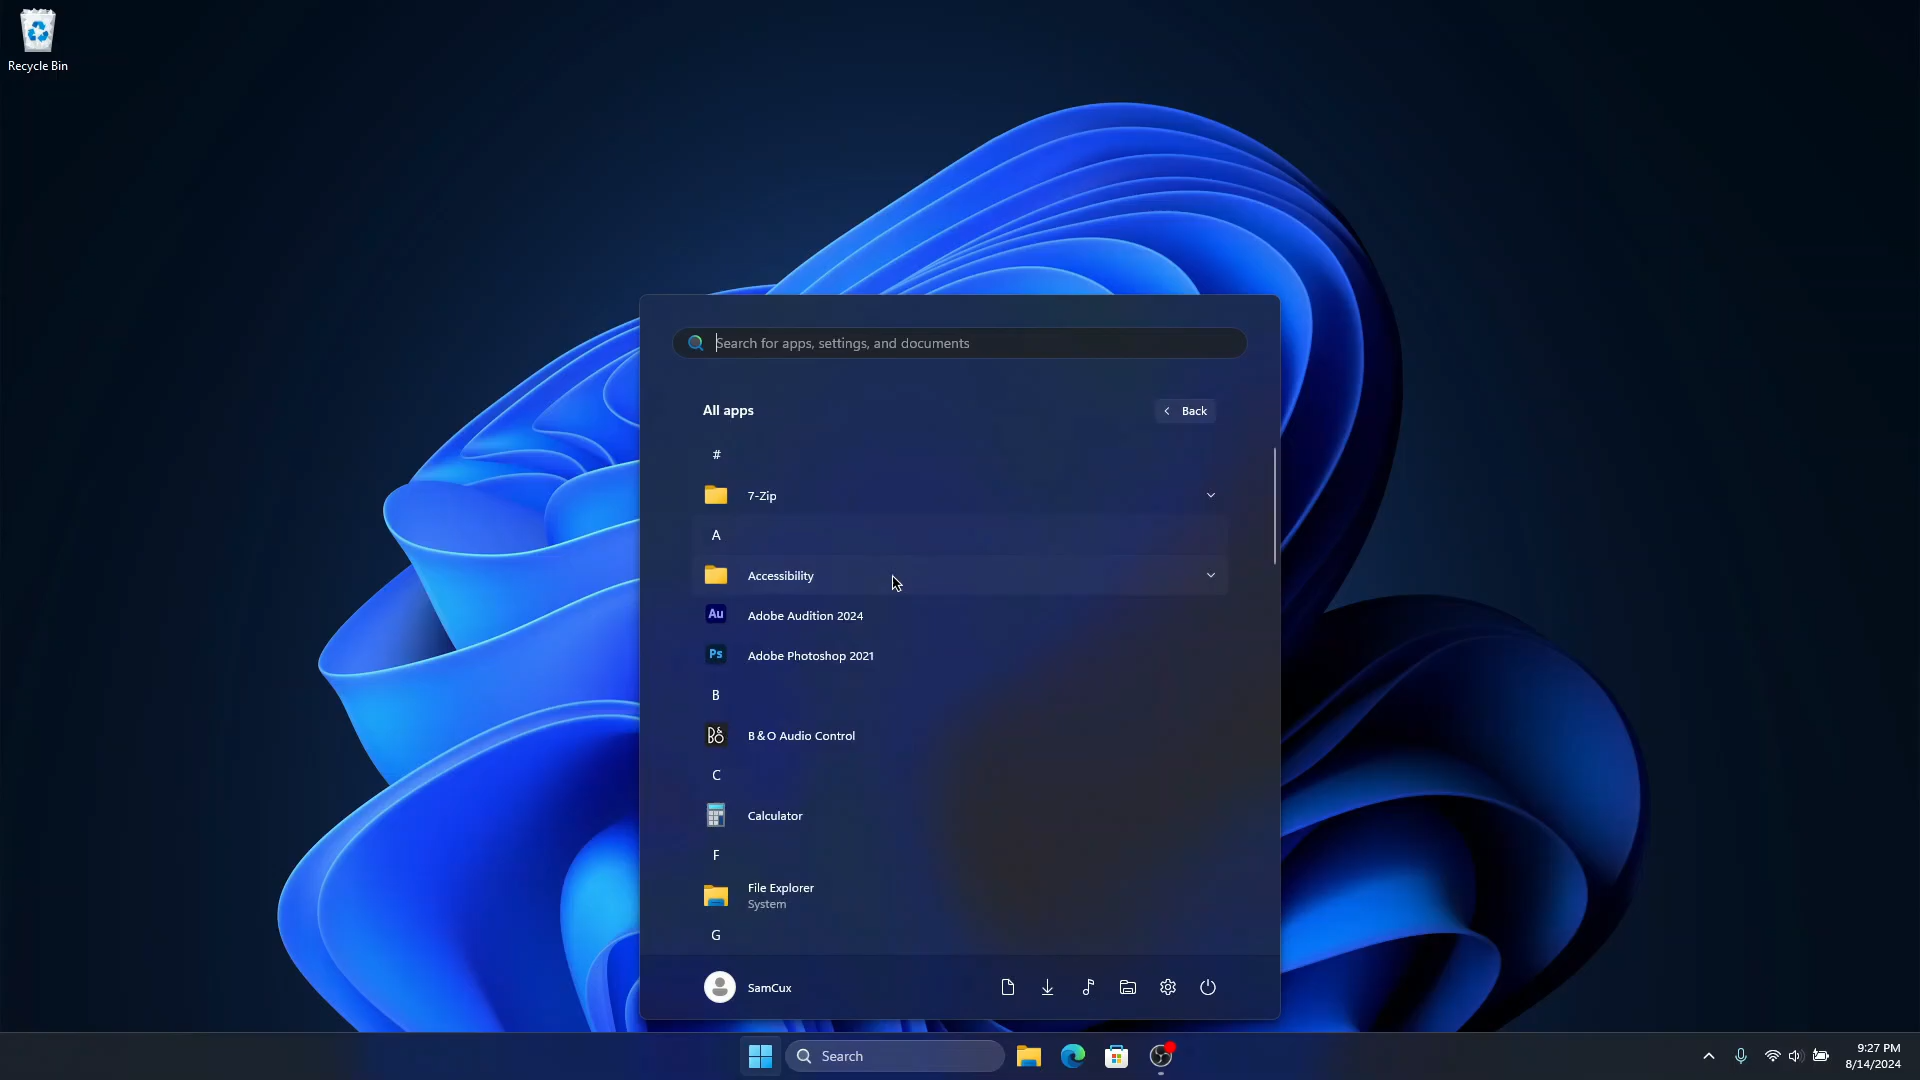 Recycle Bin
Search for apps, settings, and documents
All apps
Back
#
7-Zip
A
Accessibility
Au
Adobe Audition 2024
Ps
Adobe Photoshop 2021
B
B&O
B&O Audio Control
C
Calculator
F
File Explorer
System
G
SamCux
Search
9:27 PM
8/14/2024